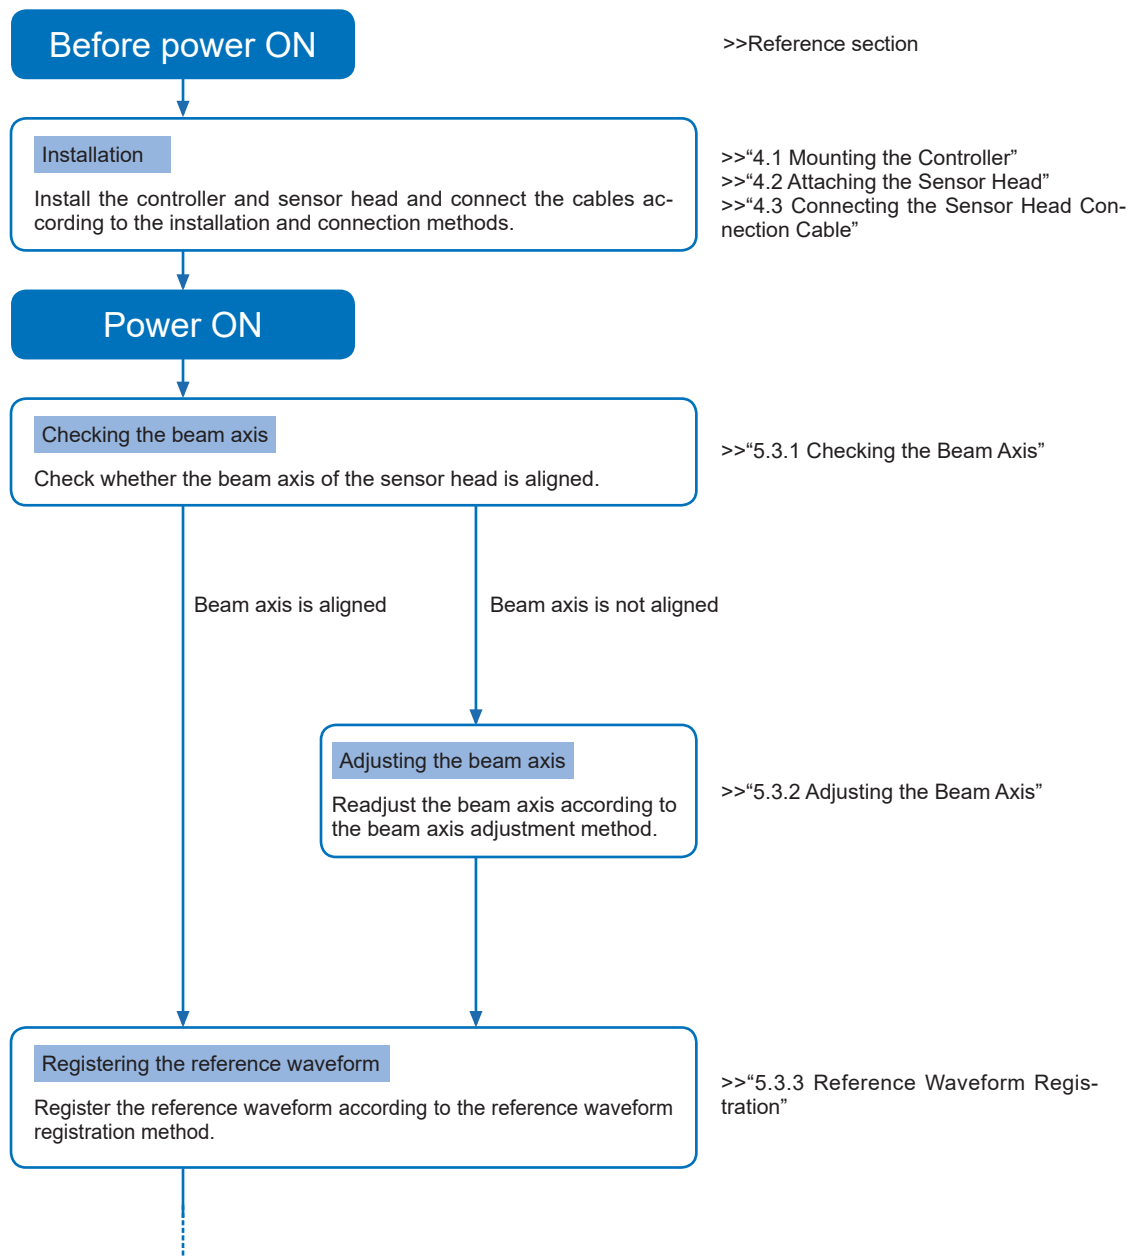 Before power ON
>>Reference section
Installation
Install the controller and sensor head and connect the cables ac-
cording to the installation and connection methods.
>>“4.1 Mounting the Controller”
>>“4.2 Attaching the Sensor Head”
>>“4.3 Connecting the Sensor Head Con-
nection Cable”
Power ON
Checking the beam axis
Check whether the beam axis of the sensor head is aligned.
>>“5.3.1 Checking the Beam Axis”
Beam axis is aligned
Beam axis is not aligned
Adjusting the beam axis
Readjust the beam axis according to
the beam axis adjustment method.
>>“5.3.2 Adjusting the Beam Axis”
Registering the reference waveform
Register the reference waveform according to the reference waveform
registration method.
>>“5.3.3 Reference Waveform Regis-
tration”